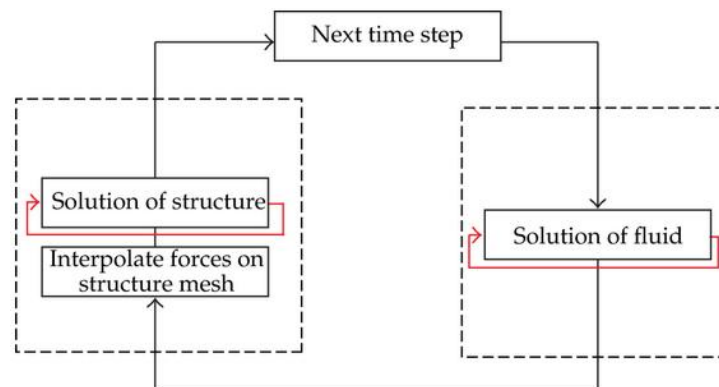 Next time step
Solution of structure
Interpolate forces on
structure mesh
Solution of fluid